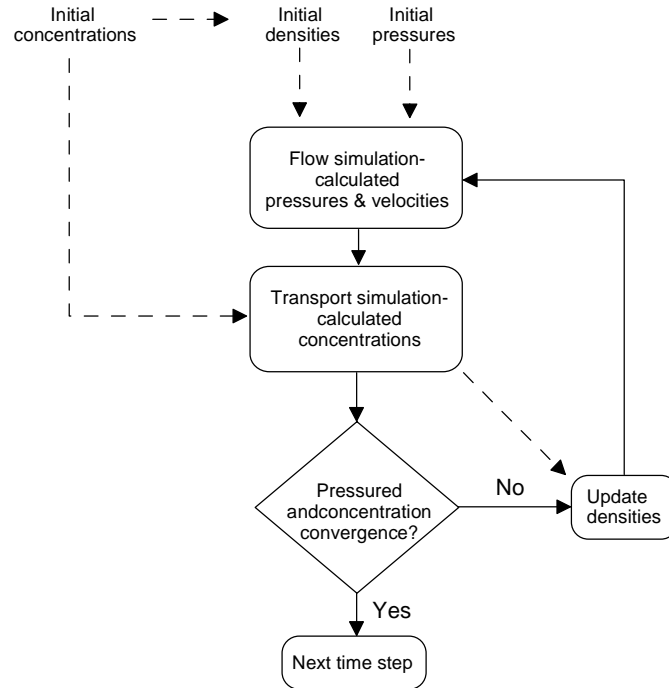 Initial
concentrations
Initial
densities
Initial
pressures
Flow simulation-
calculated
pressures & velocities
Transport simulation-
calculated
concentrations
Pressured
andconcentration
convergence?
No
Update
densities
Yes
Next time step